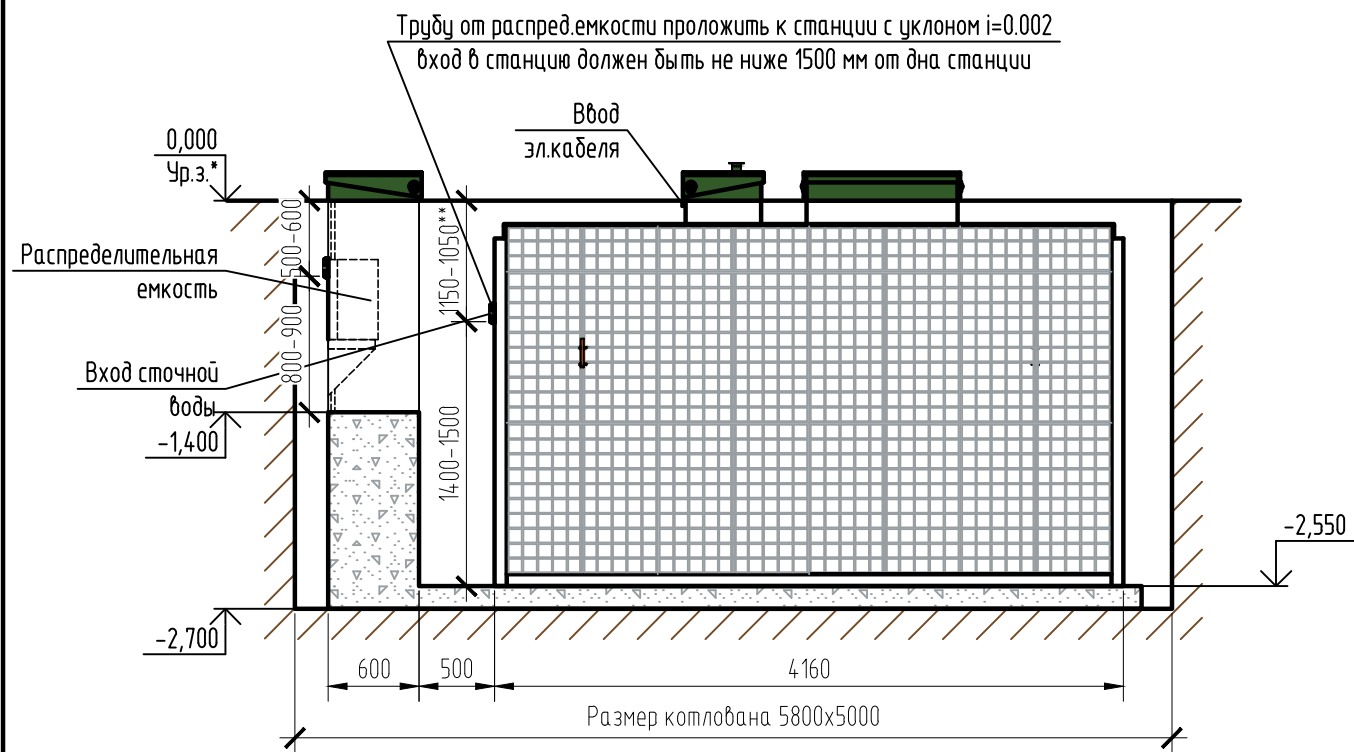 Трубу от распред.емкости проложить к станции с уклоном i=0.002
вход в станцию должен быть не ниже 1500 мм от дна станции
Ввод
эл.кабеля
0,000
Ур.з.*
Распределительная
емкость
500-600
1150-1050**
800-900
Вход сточной
воды
-1,400
1400-1500
-2,550
-2,700
600
500
4160
Размер котлована 5800х5000